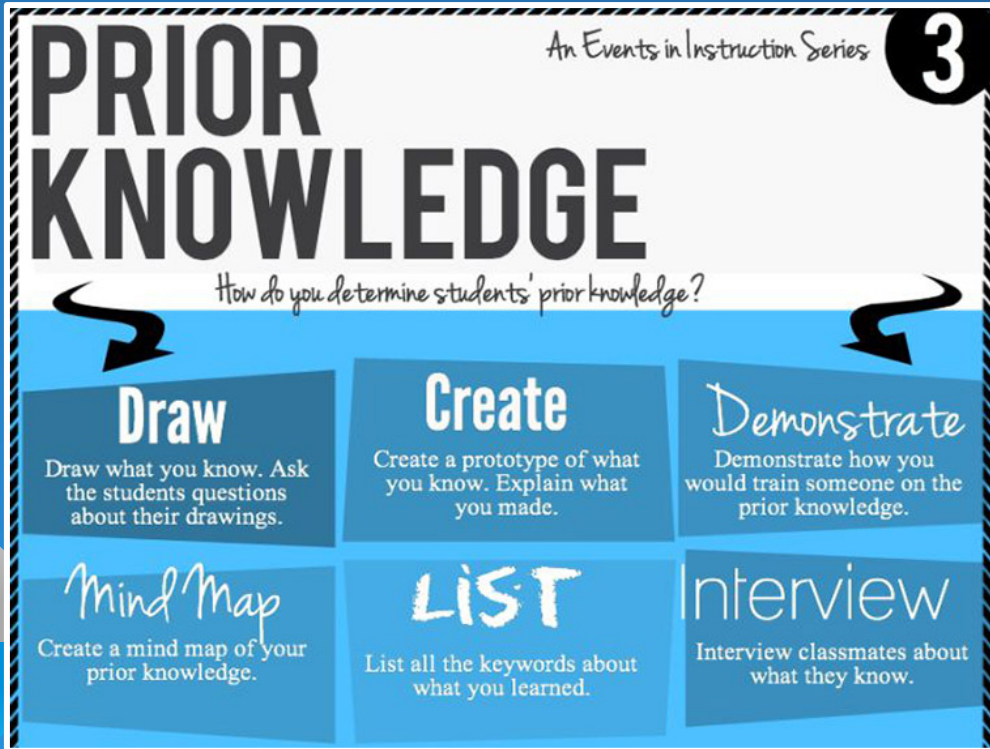 PRIOR
KNOWLEDGE
An Events in Instruction Series
3
How do you determine students' prior knowledge?
Draw
Draw what you know. Ask
the students questions
about their drawings.
Create
Create a prototype of what
you know. Explain what
you made.
Demonstrate
Demonstrate how you
would train someone on the
prior knowledge.
Mind Map
Create a mind map of your
prior knowledge.
LiST
List all the keywords about
what you learned.
Interview
Interview classmates about
what they know.